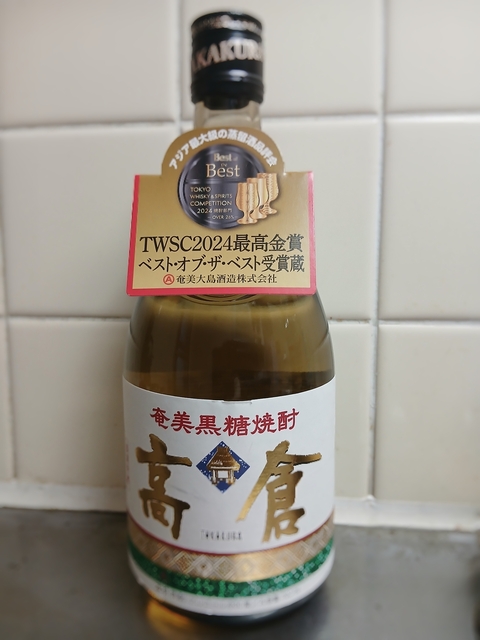 AKAKURA
アジア最大級の蒸留酒品評会
Best
Best
TOKYO
WHISKY & SPIRITS
COMPETITION
2024
TWSC2024最高金賞
ベスト・オブ・ザ・ベスト受賞蔵
奄美大島酒造株式会社
奄美黒糖焼酎
高倉